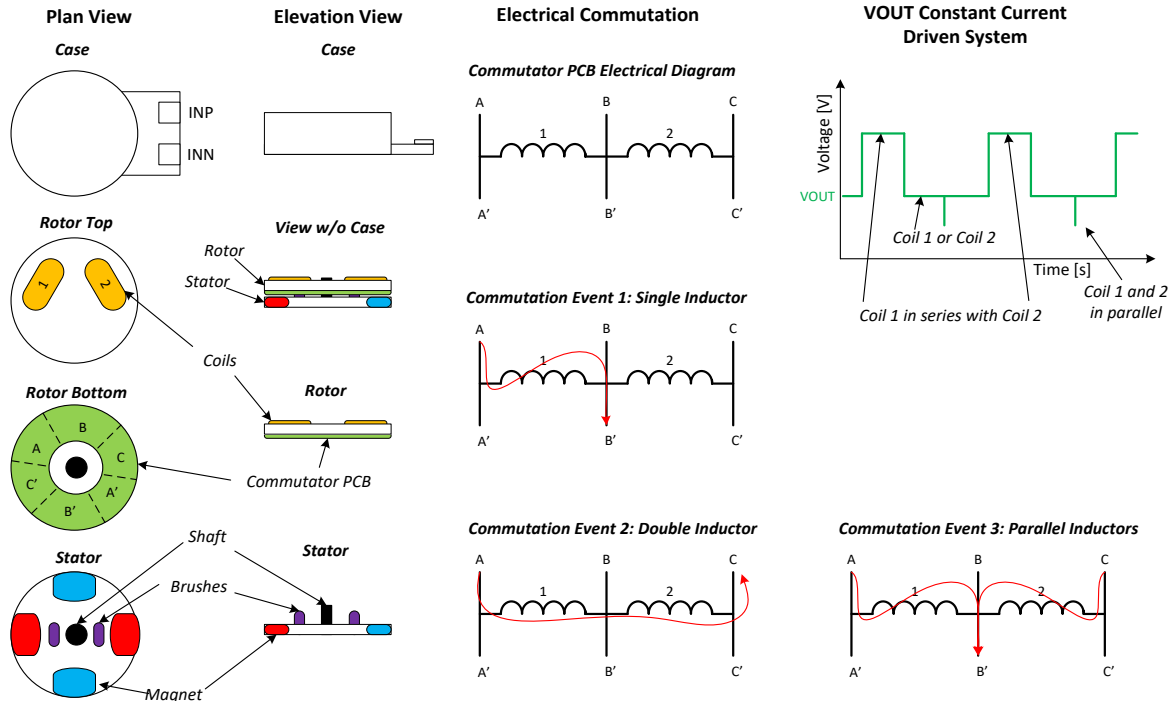 Plan View
Case
INP
INN
Rotor Top
1
2
Coils
Rotor Bottom
A
B
C
C'
B'
A'
Commutator PCB
Stator
Shaft
Brushes
Magnet
Elevation View
Case
View w/o Case
Rotor
Stator
Rotor
Stator
Electrical Commutation
Commutator PCB Electrical Diagram
A
B
C
1
2
A'
B'
C'
Commutation Event 1: Single Inductor
A
B
C
1
2
A'
B'
C'
Commutation Event 2: Double Inductor
A
B
C
1
2
A'
B'
C'
VOUT Constant Current
Driven System
Voltage [V]
VOUT
Coil 1 or Coil 2
Time [s]
Coil 1 in series with Coil 2
Coil 1 and 2
in parallel
Commutation Event 3: Parallel Inductors
A
B
C
1
2
A'
B'
C'